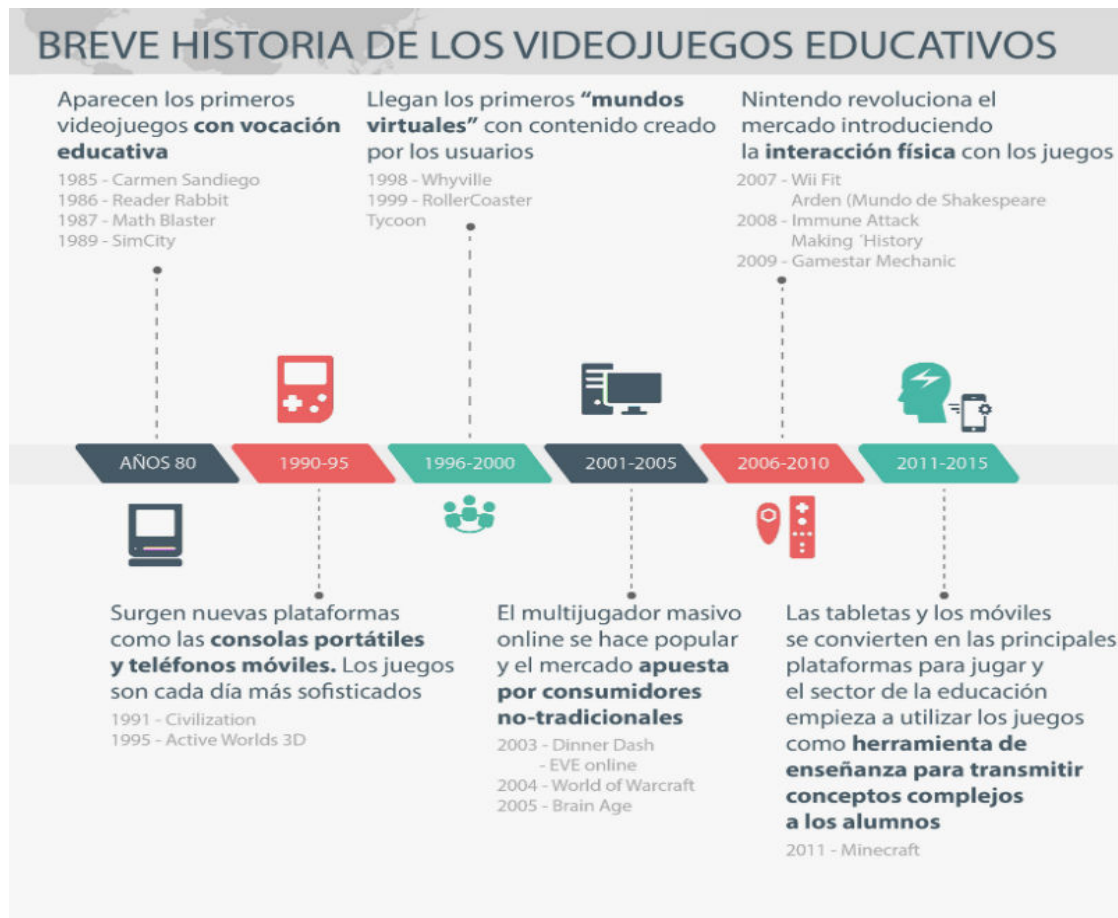 BREVE HISTORIA DE LOS VIDEOJUEGOS EDUCATIVOS
Aparecen los primeros
videojuegos con vocación
educativa
1985 - Carmen Sandiego
1986 - Reader Rabbit
1987 - Math Blaster
1989 - SimCity
Llegan los primeros “mundos
virtuales” con contenido creado
por los usuarios
1998 - Whyville
1999 - RollerCoaster
Tycoon
Nintendo revoluciona el
mercado introduciendo
la interacción física con los juegos
2007 - Wii Fit
Arden (Mundo de Shakespeare
2008 - Immune Attack
Making ´History
2009 - Gamestar Mechanic
AÑOS 80
1990-95
1996-2000
2001-2005
2006-2010
2011-2015
Surgen nuevas plataformas
como las consolas portátiles
y teléfonos móviles. Los juegos
son cada día más sofisticados
1991 - Civilization
1995 - Active Worlds 3D
El multijugador masivo
online se hace popular
y el mercado apuesta
por consumidores
no-tradicionales
2003 - Dinner Dash
- EVE online
2004 - World of Warcraft
2005 - Brain Age
Las tabletas y los móviles
se convierten en las principales
plataformas para jugar y
el sector de la educación
empieza a utilizar los juegos
como herramienta de
enseñanza para transmitir
conceptos complejos
a los alumnos
2011 - Minecraft